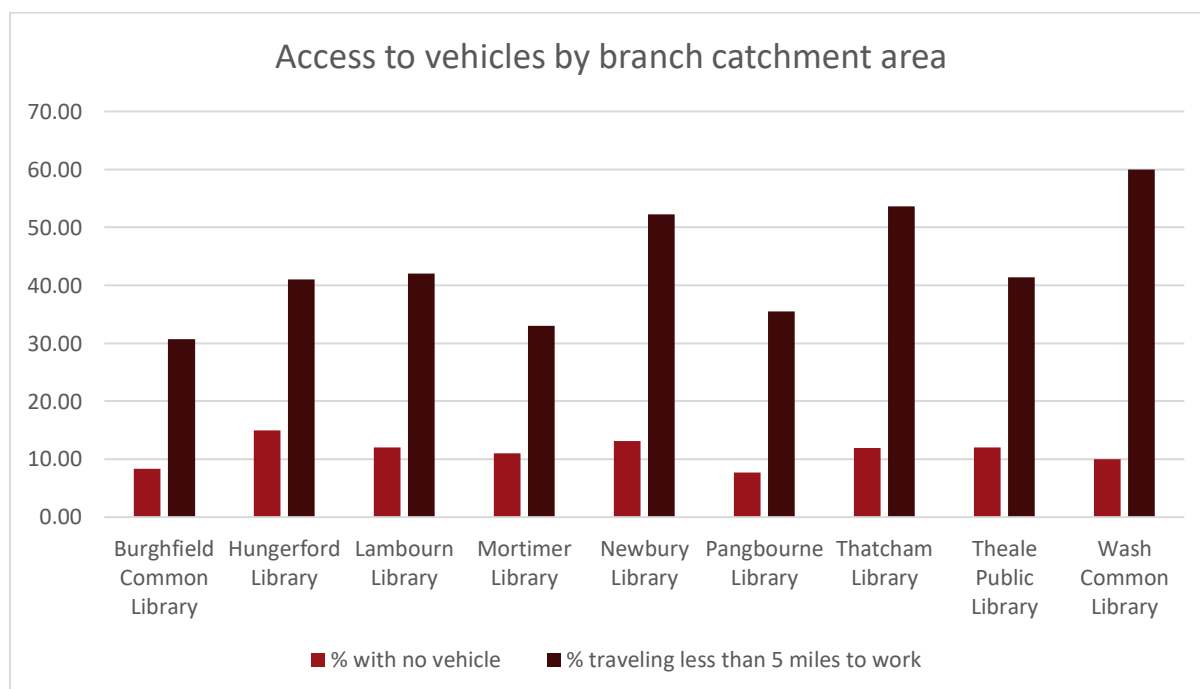 Access to vehicles by branch catchment area
70.00
60.00
50.00
40.00
30.00
20.00
10.00
0.00
Burghfield Common Library
Hungerford Library
Lambourn Library
Mortimer Library
Newbury Library
Pangbourne Library
Thatcham Library
Theale Public Library
Wash Common Library
% with no vehicle
% traveling less than 5 miles to work